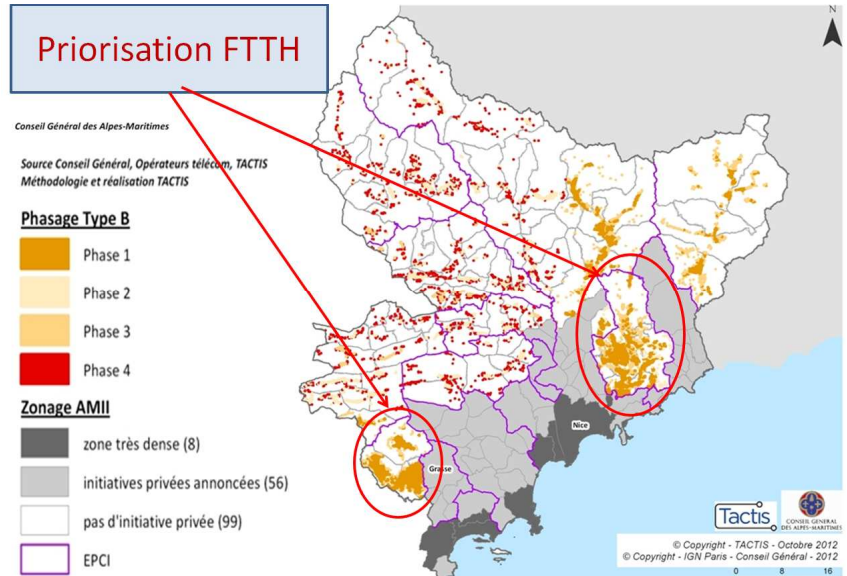 Priorisation FTTH
N
Conseil Général des Alpes-Maritimes
Source Conseil Général, Opérateurs télécom, TACTIS
Méthodologie et réalisation TACTIS
Phasage Type B
Phase 1
Phase 2
Phase 3
Phase 4
Zonage AMII
zone très dense (8)
initiatives privées annoncées (56)
pas d'initiative privée (99)
EPCI
Nice
Grasse
Tactis
CONSEIL GENERAL
DES ALPES-MARITIMES
© Copyright - TACTIS - Octobre 2012
© Copyright - IGN Paris - Conseil Général - 2012
0 8 16